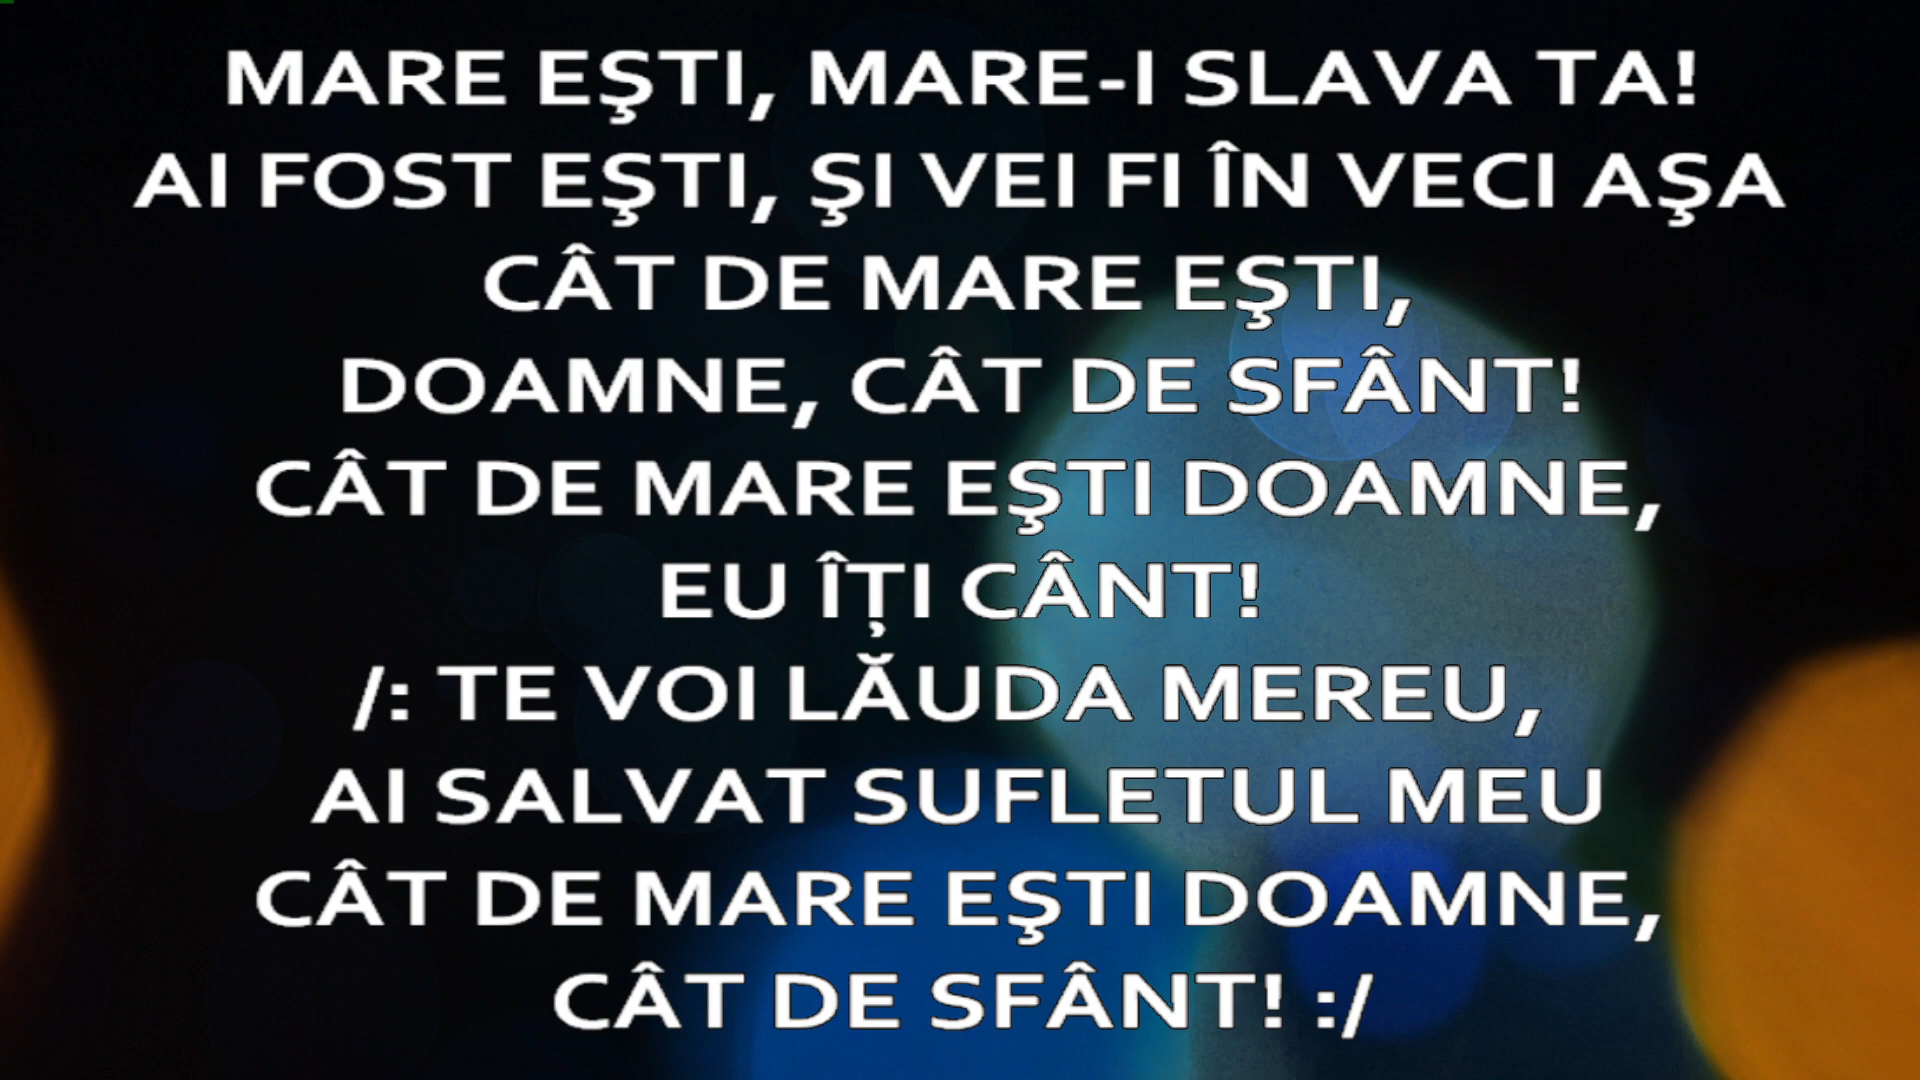 MARE EŞTI, MARE-I SLAVA TA!
AI FOST EŞTI, ŞI VEI FI ÎN VECI AŞA
CÂT DE MARE EŞTI,
DOAMNE, CÂT DE SFÂNT!
CÂT DE MARE EŞTI DOAMNE,
EU ÎȚI CÂNT!
/: TE VOI LĂUDA MEREU,
AI SALVAT SUFLETUL MEU
CÂT DE MARE EŞTI DOAMNE,
CÂT DE SFÂNT! :/